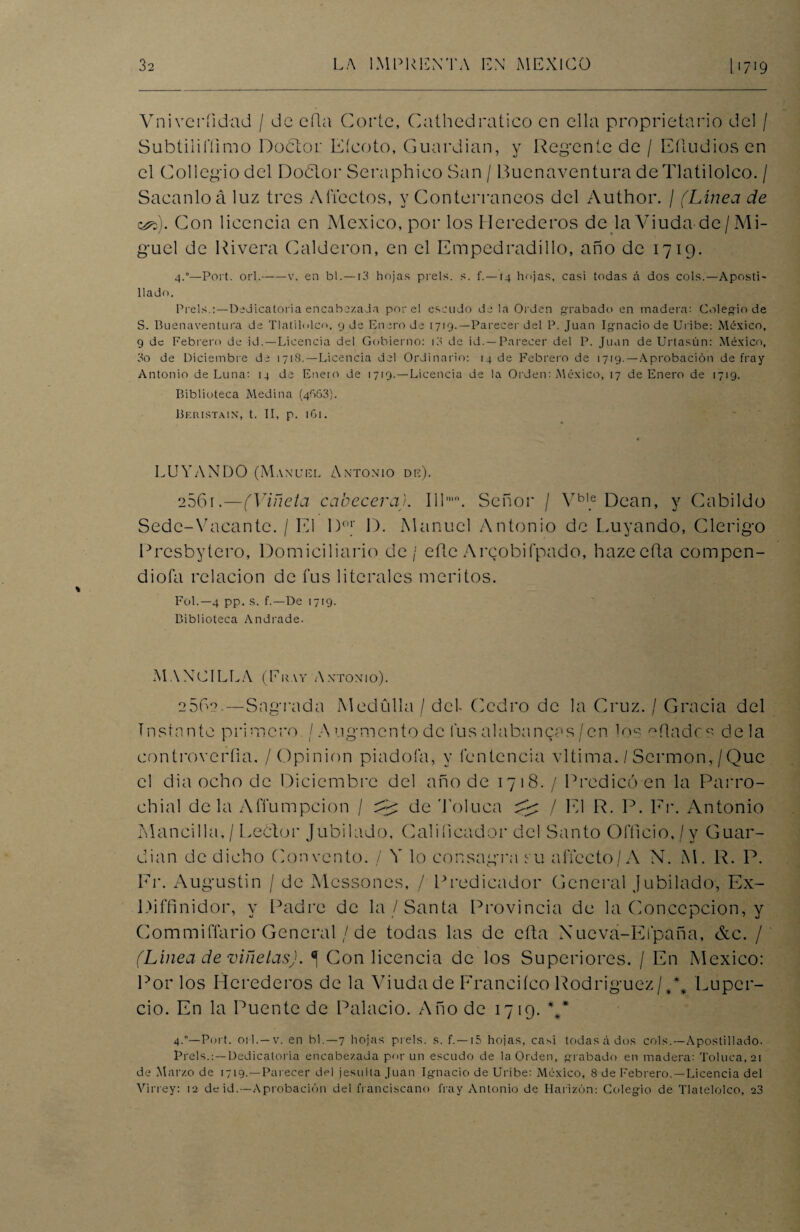 32 LA IMPRENTA EN MEXICO [1719
Vniverſidad / de eſta Corte, Cathedratico en ella proprietario del /
Subtiliſſimo Doctor Eſcoto, Guardian, y Regente de / Eſtudios en
el Collegio del Doctor Seraphico San / Buenaventura de Tlatilolco. /
Sacanlo â luz tres Affectos, y Conterraneos del Author. / (Linea de
). Con licencia en Mexico, por los Herederos de la Viuda de / Mi-
guel de Rivera Calderon, en el Empedradillo, año de 1719.
4.º—Port. orl.——v. en bl.—13 hojas prels. s. f.—14 hojas, casi todas á dos cols.—Aposti-
llado.
Prels.:—Dedicatoria encabezada por el escudo de la Orden grabado en madera: Colegio de
S. Buenaventura de Tlatilolco, 9 de Enero de 1719.—Parecer del P. Juan Ignacio de Uribe: México,
9 de Febrero de id.—Licencia del Gobierno: 13 de id.—Parecer del P. Juan de Urtasún: México,
30 de Diciembre de 1718.—Licencia del Ordinario: 14 de Febrero de 1719.—Aprobación de fray
Antonio de Luna: 14 de Enero de 1719.—Licencia de la Orden: México, 17 de Enero de 1719.
Biblioteca Medina (4663).
BERISTAIN, t. II, p. 161.
LUYANDO (MANUEL ANTONIO DE).
2561.—(Viñeta cabecera). Illmo. Señor / Vble Dean, y Cabildo
Sede-Vacante. / El Dor D. Manuel Antonio de Luyando, Clerigo
Presbytero, Domiciliario de / eſte Arçobiſpado, haze eſta compen-
dioſa relacion de ſus literales meritos.
Fol.—4 pp. s. f.—De 1719.
Biblioteca Andrade.
MANCILLA (FRAY ANTONIO).
2562.—Sagrada Medûlla / del Cedro de la Cruz. / Gracia del
Instante primero. / Augmento de ſus alabanças / en los eſtados de la
controverſia. / Opinion piadoſa, y ſentencia vltima. / Sermon, / Que
el dia ocho de Diciembre del año de 1718. / Predicó en la Parro-
chial de la Aſſumpcion / de Toluca / El R. P. Fr. Antonio
Mancilla, / Lector Jubilado, Calificador del Santo Officio, / y Guar-
dian de dicho Convento. / Y lo consagra su affecto / A N. M. R. P.
Fr. Augustin / de Messones, / Predicador General Jubilado, Ex-
Diffinidor, y Padre de la / Santa Provincia de la Concepcion, y
Commiſſario General / de todas las de eſta Nueva-Eſpaña, &c. /
(Linea de viñetas). ¶ Con licencia de los Superiores. / En Mexico:
Por los Herederos de la Viuda de Franciſco Rodriguez / *** Luper-
cio. En la Puente de Palacio. Año de 1719. ***
4.º—Port. orl.—v. en bl.—7 hojas prels. s. f.—15 hojas, casi todas á dos cols.—Apostillado.
Prels.:—Dedicatoria encabezada por un escudo de la Orden, grabado en madera: Toluca, 21
de Marzo de 1719.—Parecer del jesuita Juan Ignacio de Uribe: México, 8 de Febrero.—Licencia del
Virrey: 12 de id.—Aprobación del franciscano fray Antonio de Harizón: Colegio de Tlatelolco, 23